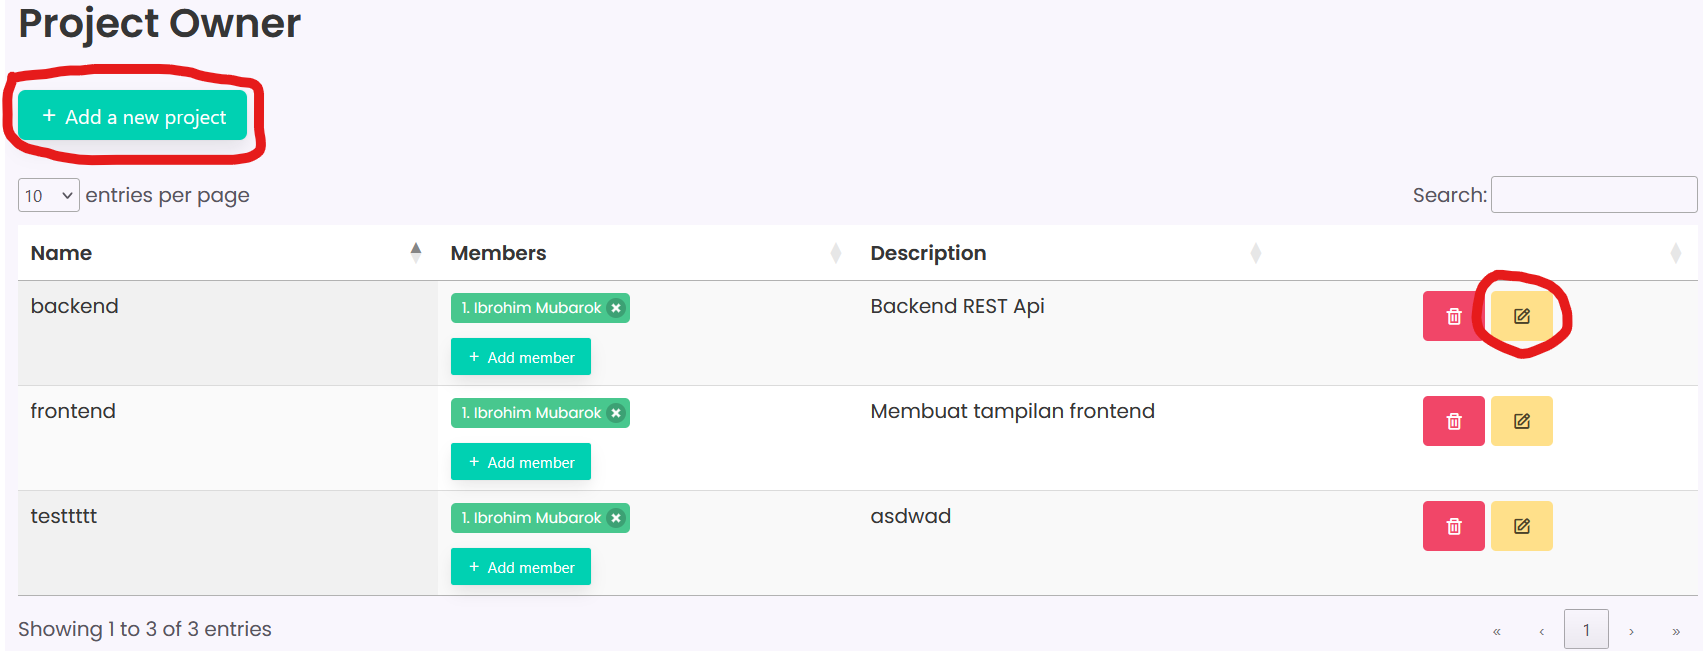 Project Owner
+ Add a new project
10 entries per page
Search:
Name Members Description
backend 1. Ibrohim Mubarok Backend REST Api
+ Add member
frontend 1. Ibrohim Mubarok Membuat tampilan frontend
+ Add member
testtttt 1. Ibrohim Mubarok asdwad
+ Add member
Showing 1 to 3 of 3 entries
« ‹ 1 › »